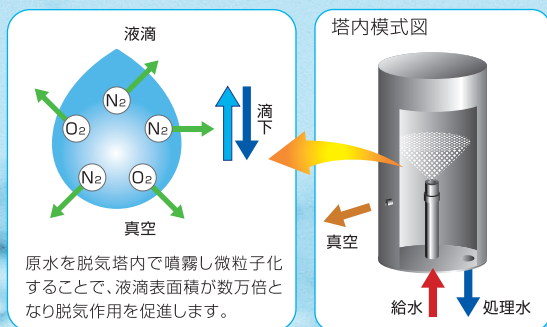 液滴
N2
O2
N2
N2
O2
滴下
真空
原水を脱気塔内で噴霧し微粒子化
することで、液滴表面積が数万倍と
なり脱気作用を促進します。
塔内模式図
真空
給水
処理水